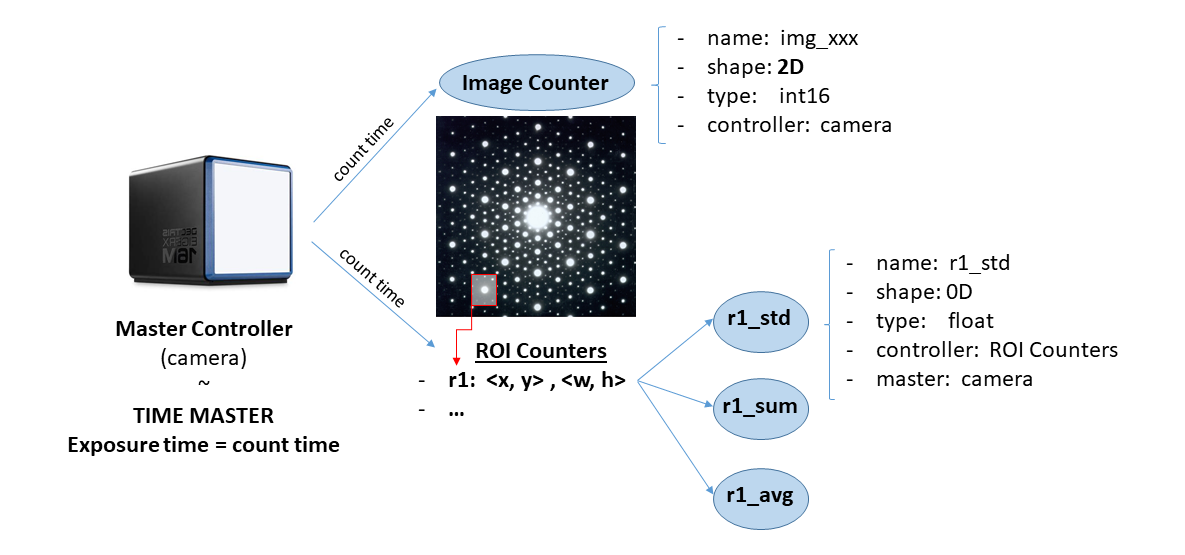 - name: img_xxx
- shape: 2D
- type: int16
- controller: camera
Image Counter
count time
DECTRIS
EIGER X
16M
count time
Master Controller
(camera)
~
TIME MASTER
Exposure time = count time
ROI Counters
- r1: <x, y> , <w, h>
- ...
r1_std
r1_sum
r1_avg
- name: r1_std
- shape: 0D
- type: float
- controller: ROI Counters
- master: camera